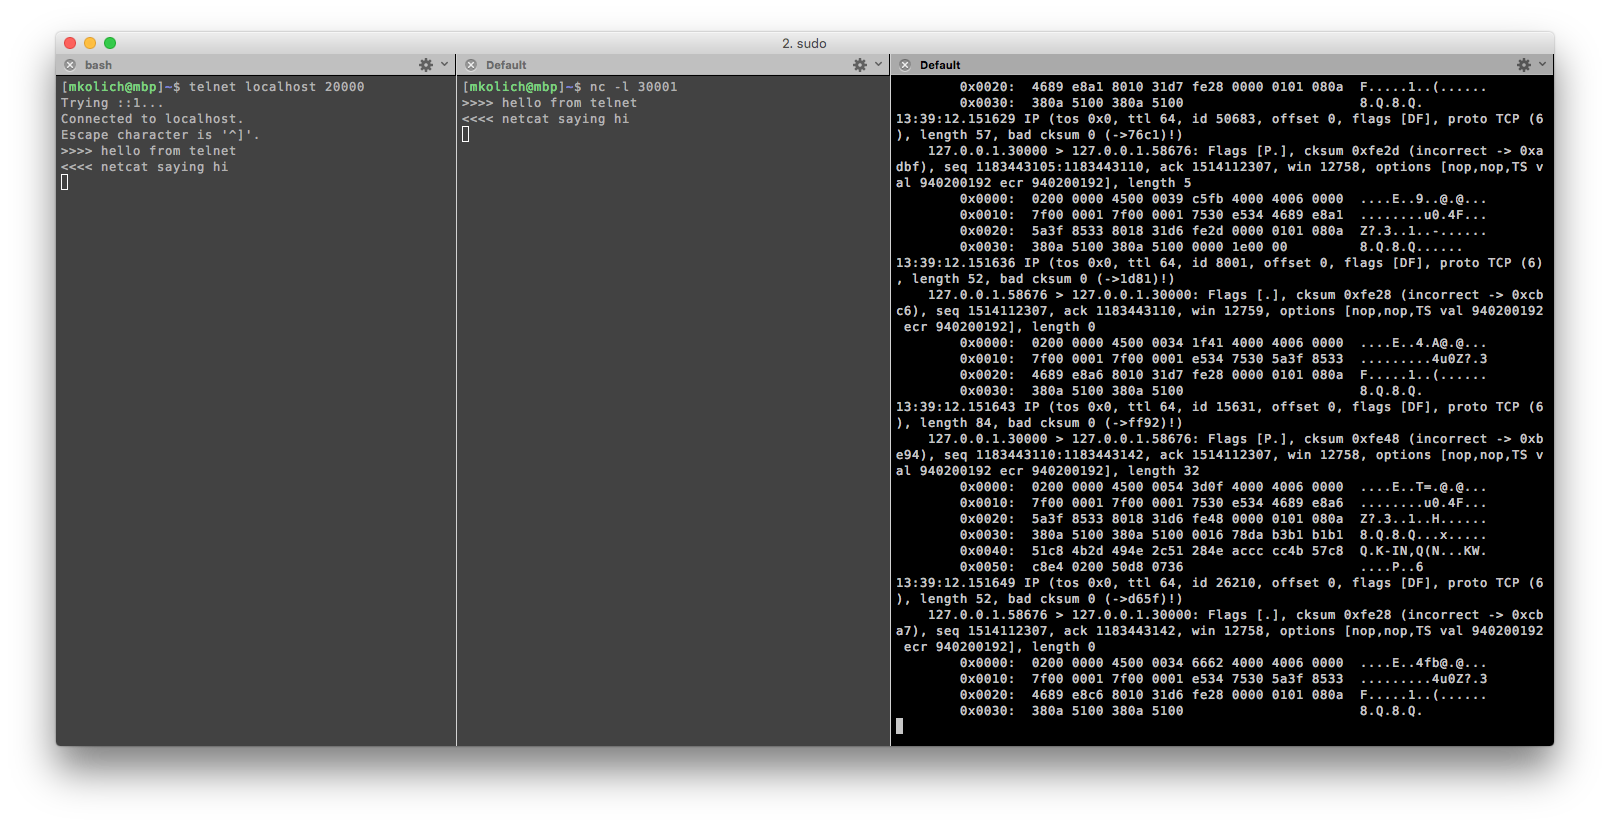 2. sudo
bash
[mkolich@mbp]~$ telnet localhost 20000
Trying ::1...
Connected to localhost.
Escape character is '^]'.
>>>> hello from telnet
<<<< netcat saying hi
Default
[mkolich@mbp]~$ nc -l 30001
>>>> hello from telnet
<<<< netcat saying hi
Default
0x0020:  4689 e8a1 8010 31d7 fe28 0000 0101 080a  F.....1..(......
0x0030:  380a 5100 380a 5100                      8.Q.8.Q.
13:39:12.151629 IP (tos 0x0, ttl 64, id 50683, offset 0, flags [DF], proto TCP (6
), length 57, bad cksum 0 (->76c1)!)
127.0.0.1.30000 > 127.0.0.1.58676: Flags [P.], cksum 0xfe2d (incorrect -> 0xa
dbf), seq 1183443105:1183443110, ack 1514112307, win 12758, options [nop,nop,TS v
al 940200192 ecr 940200192], length 5
0x0000:  0200 0000 4500 0039 c5fb 4000 4006 0000  ....E..9..@.@...
0x0010:  7f00 0001 7f00 0001 7530 e534 4689 e8a1  ........u0.4F...
0x0020:  5a3f 8533 8018 31d6 fe2d 0000 0101 080a  Z?.3..1..-......
0x0030:  380a 5100 380a 5100 0000 1e00 00         8.Q.8.Q......
13:39:12.151636 IP (tos 0x0, ttl 64, id 8001, offset 0, flags [DF], proto TCP (6)
, length 52, bad cksum 0 (->1d81)!)
127.0.0.1.58676 > 127.0.0.1.30000: Flags [.], cksum 0xfe28 (incorrect -> 0xcb
c6), seq 1514112307, ack 1183443110, win 12759, options [nop,nop,TS val 940200192
ecr 940200192], length 0
0x0000:  0200 0000 4500 0034 1f41 4000 4006 0000  ....E..4.A@.@...
0x0010:  7f00 0001 7f00 0001 e534 7530 5a3f 8533  .........4u0Z?.3
0x0020:  4689 e8a6 8010 31d7 fe28 0000 0101 080a  F.....1..(......
0x0030:  380a 5100 380a 5100                      8.Q.8.Q.
13:39:12.151643 IP (tos 0x0, ttl 64, id 15631, offset 0, flags [DF], proto TCP (6
), length 84, bad cksum 0 (->ff92)!)
127.0.0.1.30000 > 127.0.0.1.58676: Flags [P.], cksum 0xfe48 (incorrect -> 0xb
e94), seq 1183443110:1183443142, ack 1514112307, win 12758, options [nop,nop,TS v
al 940200192 ecr 940200192], length 32
0x0000:  0200 0000 4500 0054 3d0f 4000 4006 0000  ....E..T=.@.@...
0x0010:  7f00 0001 7f00 0001 7530 e534 4689 e8a6  ........u0.4F...
0x0020:  5a3f 8533 8018 31d6 fe48 0000 0101 080a  Z?.3..1..H......
0x0030:  380a 5100 380a 5100 0016 78da b3b1 b1b1  8.Q.8.Q...x.....
0x0040:  51c8 4b2d 494e 2c51 284e accc cc4b 57c8  Q.K-IN,Q(N...KW.
0x0050:  c8e4 0200 50d8 0736                      ....P..6
13:39:12.151649 IP (tos 0x0, ttl 64, id 26210, offset 0, flags [DF], proto TCP (6
), length 52, bad cksum 0 (->d65f)!)
127.0.0.1.58676 > 127.0.0.1.30000: Flags [.], cksum 0xfe28 (incorrect -> 0xcb
a7), seq 1514112307, ack 1183443142, win 12758, options [nop,nop,TS val 940200192
ecr 940200192], length 0
0x0000:  0200 0000 4500 0034 6662 4000 4006 0000  ....E..4fb@.@...
0x0010:  7f00 0001 7f00 0001 e534 7530 5a3f 8533  .........4u0Z?.3
0x0020:  4689 e8c6 8010 31d6 fe28 0000 0101 080a  F.....1..(......
0x0030:  380a 5100 380a 5100                      8.Q.8.Q.